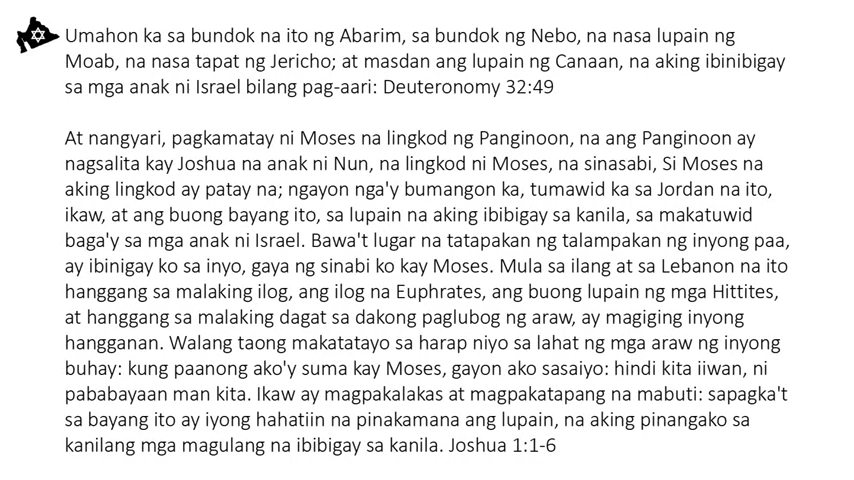 Umahon ka sa bundok na ito ng Abarim, sa bundok ng Nebo, na nasa lupain ng
Moab, na nasa tapat ng Jericho; at masdan ang lupain ng Canaan, na aking ibinibigay
sa mga anak ni Israel bilang pag-aari: Deuteronomy 32:49
At nangyari, pagkamatay ni Moses na lingkod ng Panginoon, na ang Panginoon ay
nagsalita kay Joshua na anak ni Nun, na lingkod ni Moses, na sinasabi, Si Moses na
aking lingkod ay patay na; ngayon nga'y bumangon ka, tumawid ka sa Jordan na ito,
ikaw, at ang buong bayang ito, sa lupain na aking ibibigay sa kanila, sa makatuwid
baga'y sa mga anak ni Israel. Bawa't lugar na tatapakan ng talampakan ng inyong paa,
ay ibinigay ko sa inyo, gaya ng sinabi ko kay Moses. Mula sa ilang at sa Lebanon na ito
hanggang sa malaking ilog, ang ilog na Euphrates, ang buong lupain ng mga Hittites,
at hanggang sa malaking dagat sa dakong paglubog ng araw, ay magiging inyong
hangganan. Walang taong makatatayo sa harap niyo sa lahat ng mga araw ng inyong
buhay: kung paanong ako'y suma kay Moses, gayon ako sasaiyo: hindi kita iiwan, ni
pababayaan man kita. Ikaw ay magpakalakas at magpakatapang na mabuti: sapagka't
sa bayang ito ay iyong hahatiin na pinakamana ang lupain, na aking pinangako sa
kanilang mga magulang na ibibigay sa kanila. Joshua 1:1-6